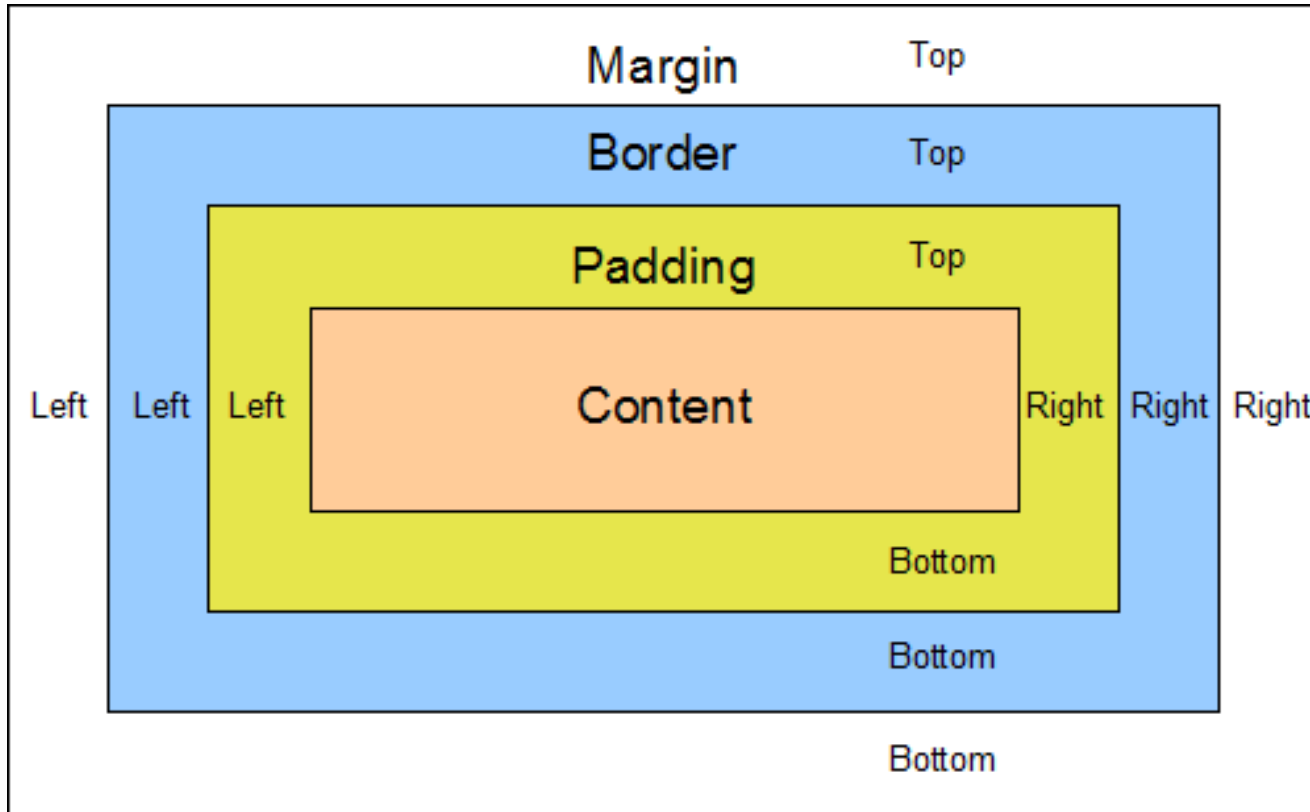 Margin Top
Border Top
Padding Top
Left Left Left Content Right Right Right
Bottom
Bottom
Bottom